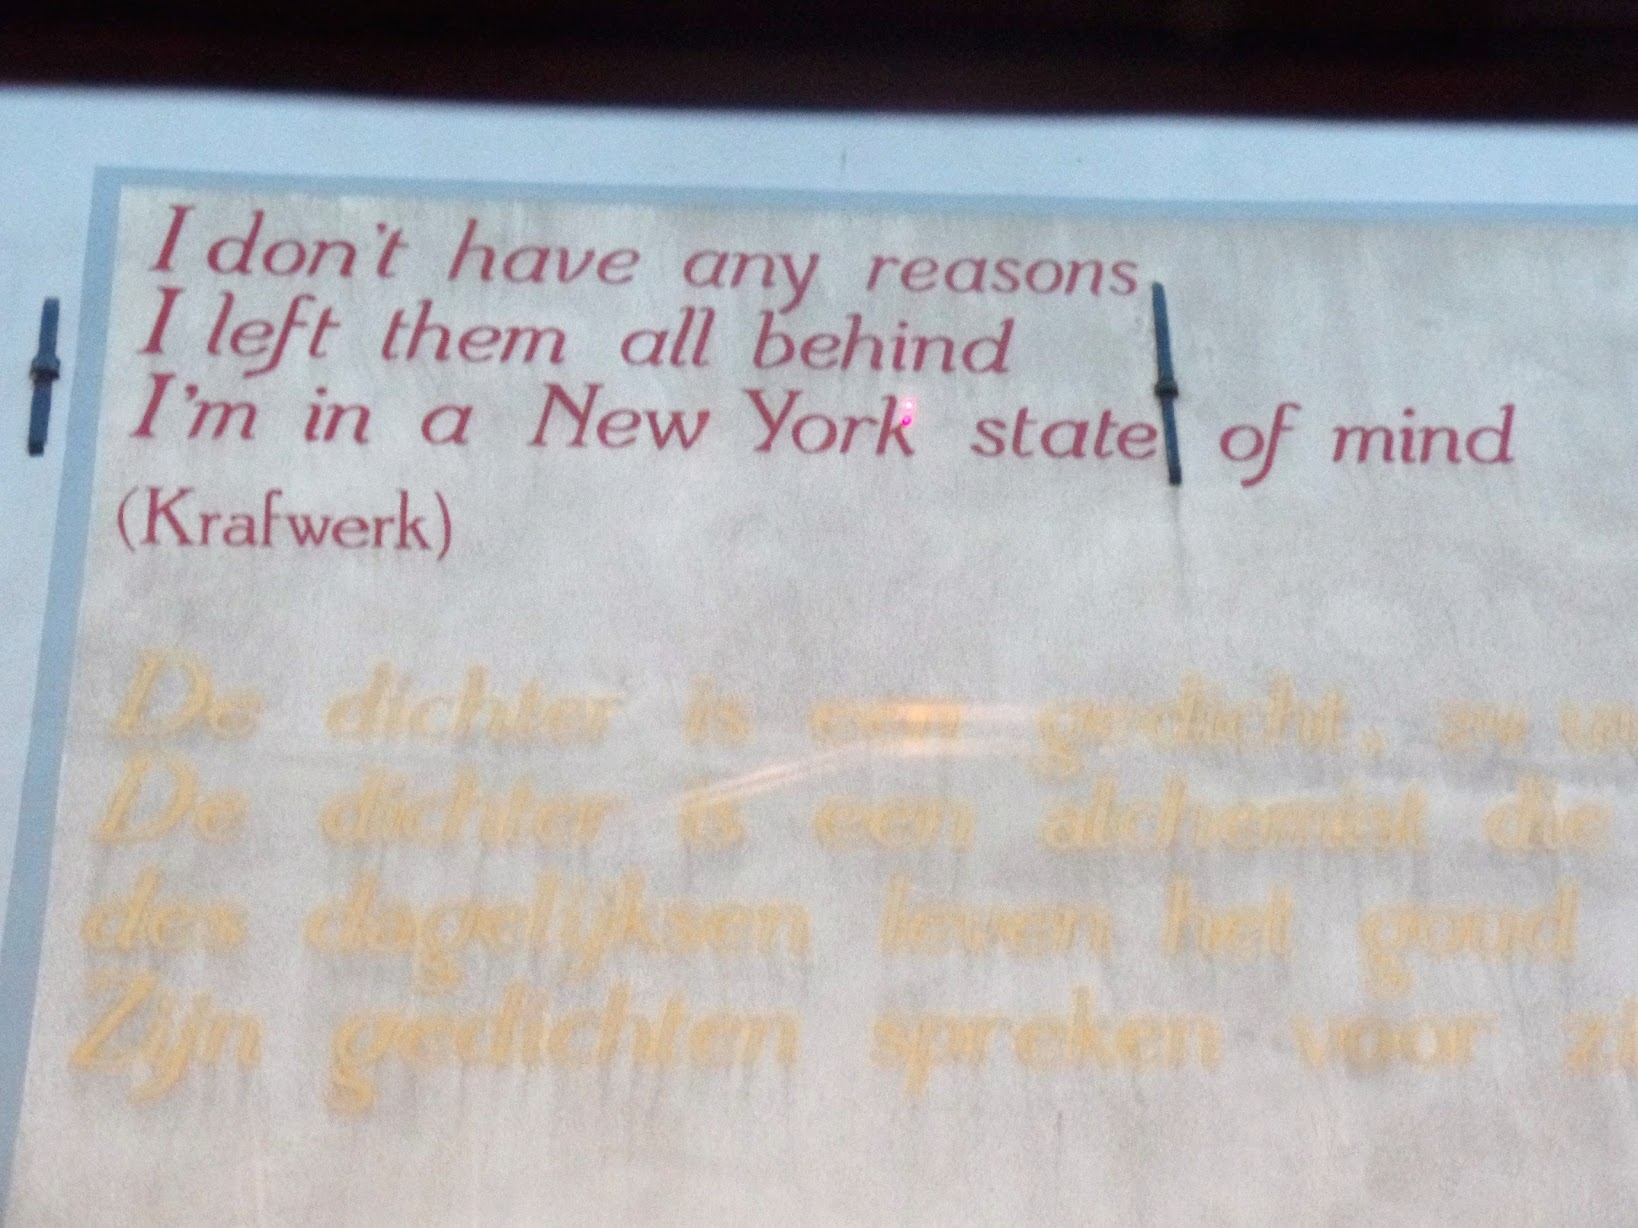 I don't have any reasons
I left them all behind
I'm in a New York state of mind
(Krafwerk)
De dichter is een gedicht,
De dichter is een alchemist die
des dagelijksen leven het goud
Zijn gedichten spreken voor